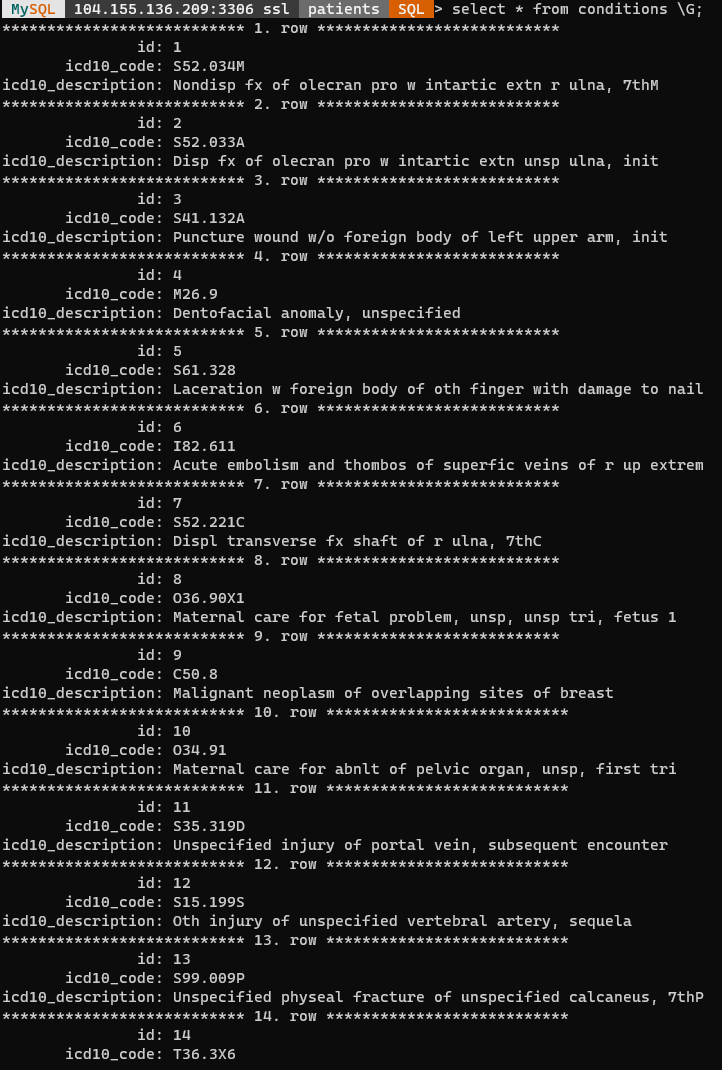 MySQL 104.155.136.209:3306 ssl patients SQL > select * from conditions \G;
*************************** 1. row ***************************
id: 1
icd10_code: S52.034M
icd10_description: Nondisp fx of olecran pro w intartic extn r ulna, 7thM
*************************** 2. row ***************************
id: 2
icd10_code: S52.033A
icd10_description: Disp fx of olecran pro w intartic extn unsp ulna, init
*************************** 3. row ***************************
id: 3
icd10_code: S41.132A
icd10_description: Puncture wound w/o foreign body of left upper arm, init
*************************** 4. row ***************************
id: 4
icd10_code: M26.9
icd10_description: Dentofacial anomaly, unspecified
*************************** 5. row ***************************
id: 5
icd10_code: S61.328
icd10_description: Laceration w foreign body of oth finger with damage to nail
*************************** 6. row ***************************
id: 6
icd10_code: I82.611
icd10_description: Acute embolism and thombos of superfic veins of r up extrem
*************************** 7. row ***************************
id: 7
icd10_code: S52.221C
icd10_description: Displ transverse fx shaft of r ulna, 7thC
*************************** 8. row ***************************
id: 8
icd10_code: O36.90X1
icd10_description: Maternal care for fetal problem, unsp, unsp tri, fetus 1
*************************** 9. row ***************************
id: 9
icd10_code: C50.8
icd10_description: Malignant neoplasm of overlapping sites of breast
*************************** 10. row ***************************
id: 10
icd10_code: O34.91
icd10_description: Maternal care for abnlt of pelvic organ, unsp, first tri
*************************** 11. row ***************************
id: 11
icd10_code: S35.319D
icd10_description: Unspecified injury of portal vein, subsequent encounter
*************************** 12. row ***************************
id: 12
icd10_code: S15.199S
icd10_description: Oth injury of unspecified vertebral artery, sequela
*************************** 13. row ***************************
id: 13
icd10_code: S99.009P
icd10_description: Unspecified physeal fracture of unspecified calcaneus, 7thP
*************************** 14. row ***************************
id: 14
icd10_code: T36.3X6